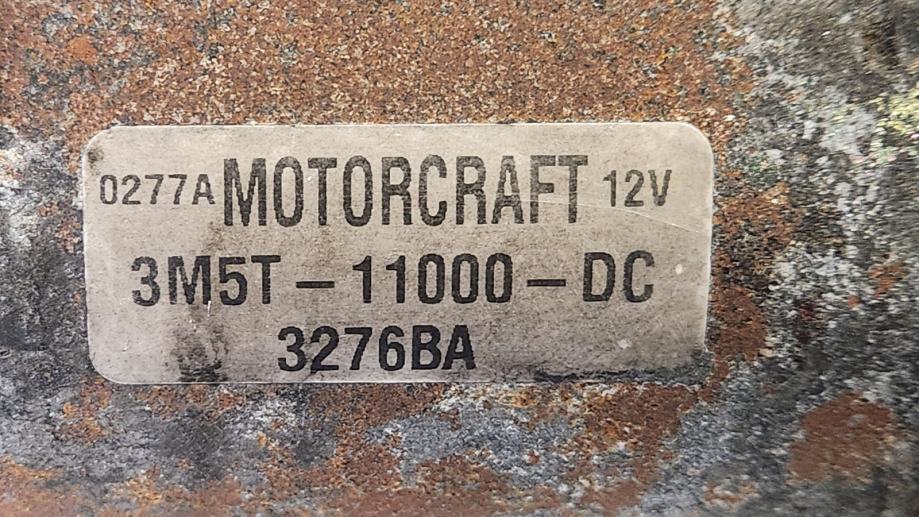 0277A MOTORCRAFT 12V
3M5T-11000-DC
3276BA